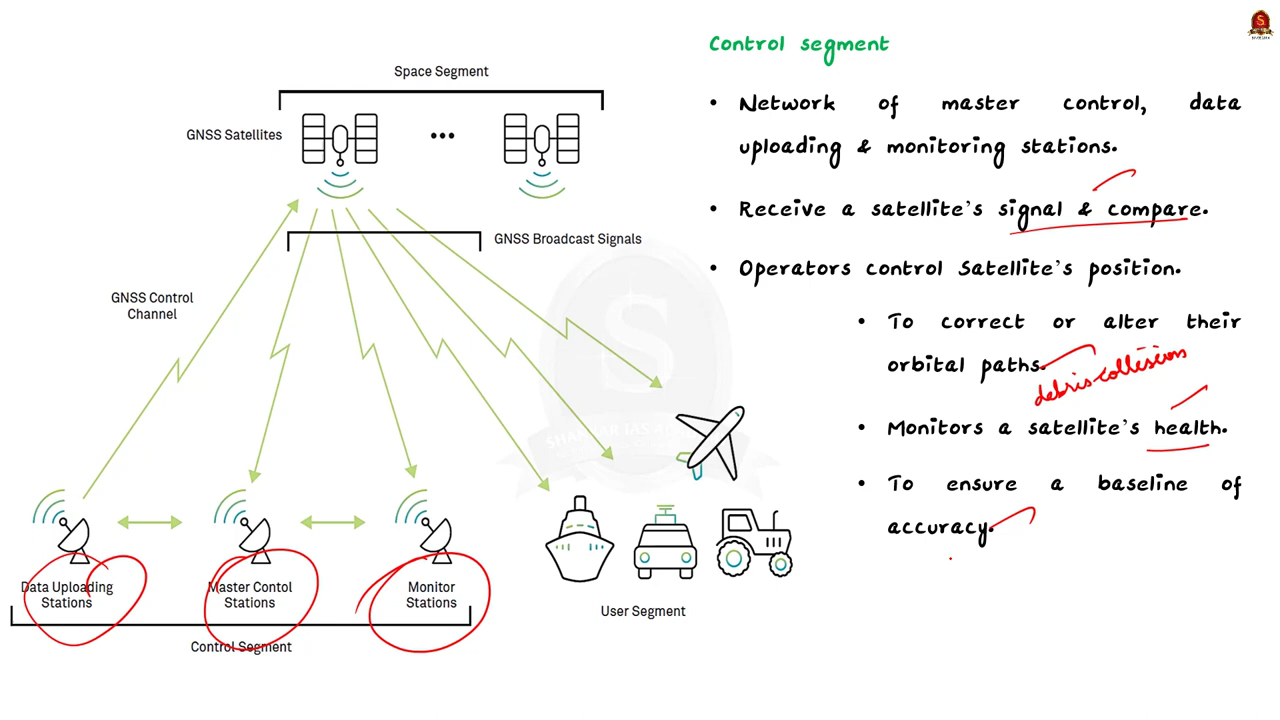 Control segment
Space Segment
GNSS Satellites
• Network of master control, data
uploading & monitoring stations.
• Receive a satellite's signal & compare.
GNSS Broadcast Signals
• Operators control Satellite's position.
GNSS Control
Channel
• To correct or alter their
orbital paths.
debris collisions
• Monitors a satellite's health.
• To ensure a baseline of
accuracy.
Data Uploading
Stations
Master Contol
Stations
Monitor
Stations
User Segment
Control Segment
S
SHANKAR IAS